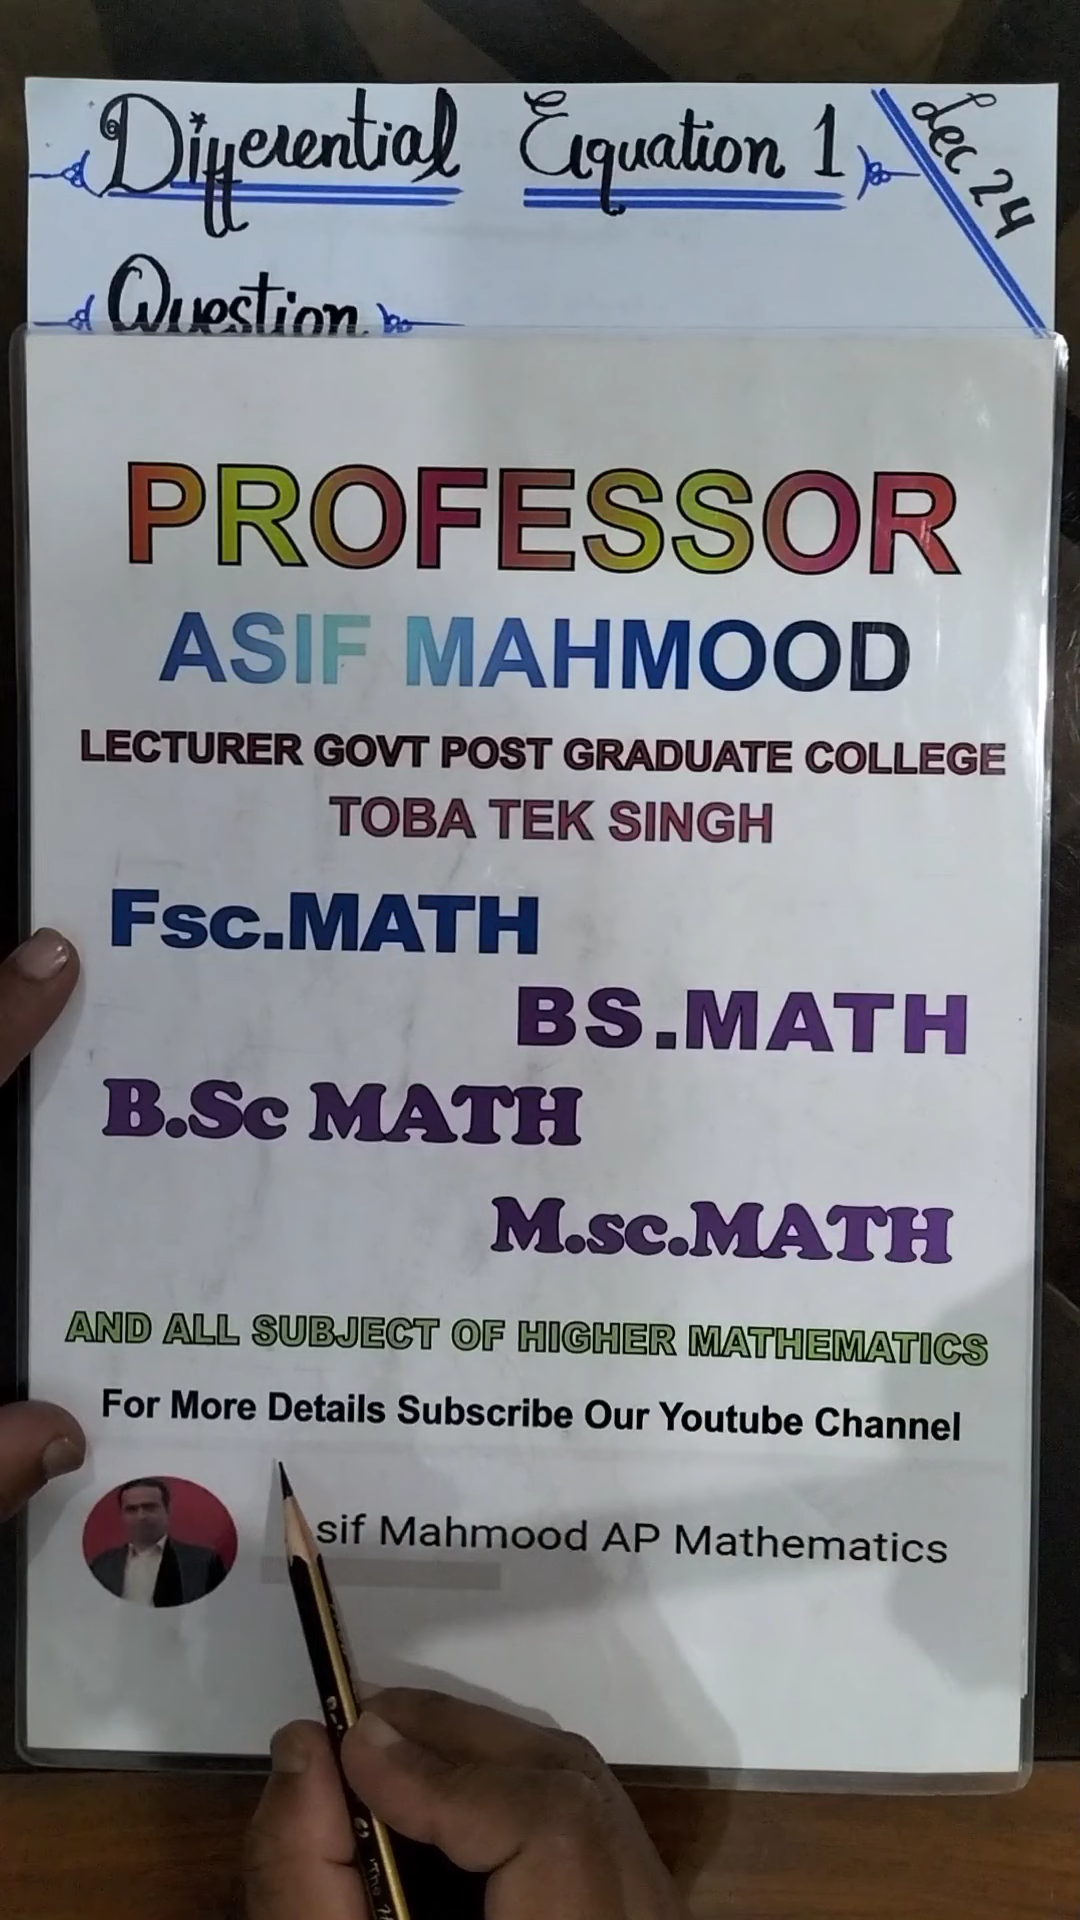 Differential Equation 1
Lec 24
Question
PROFESSOR
ASIF MAHMOOD
LECTURER GOVT POST GRADUATE COLLEGE
TOBA TEK SINGH
Fsc.MATH
BS.MATH
B.Sc MATH
M.sc.MATH
AND ALL SUBJECT OF HIGHER MATHEMATICS
For More Details Subscribe Our Youtube Channel
sif Mahmood AP Mathematics